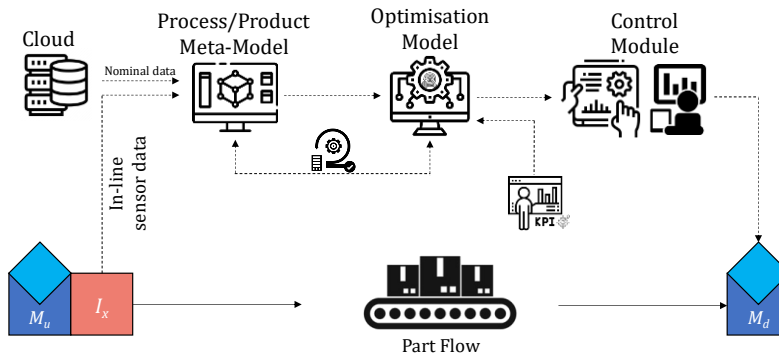 Cloud
Process/Product
Meta-Model
Optimisation
Model
Control
Module
Nominal data
In-line
sensor data
KPI
M_u
I_x
M_d
Part Flow